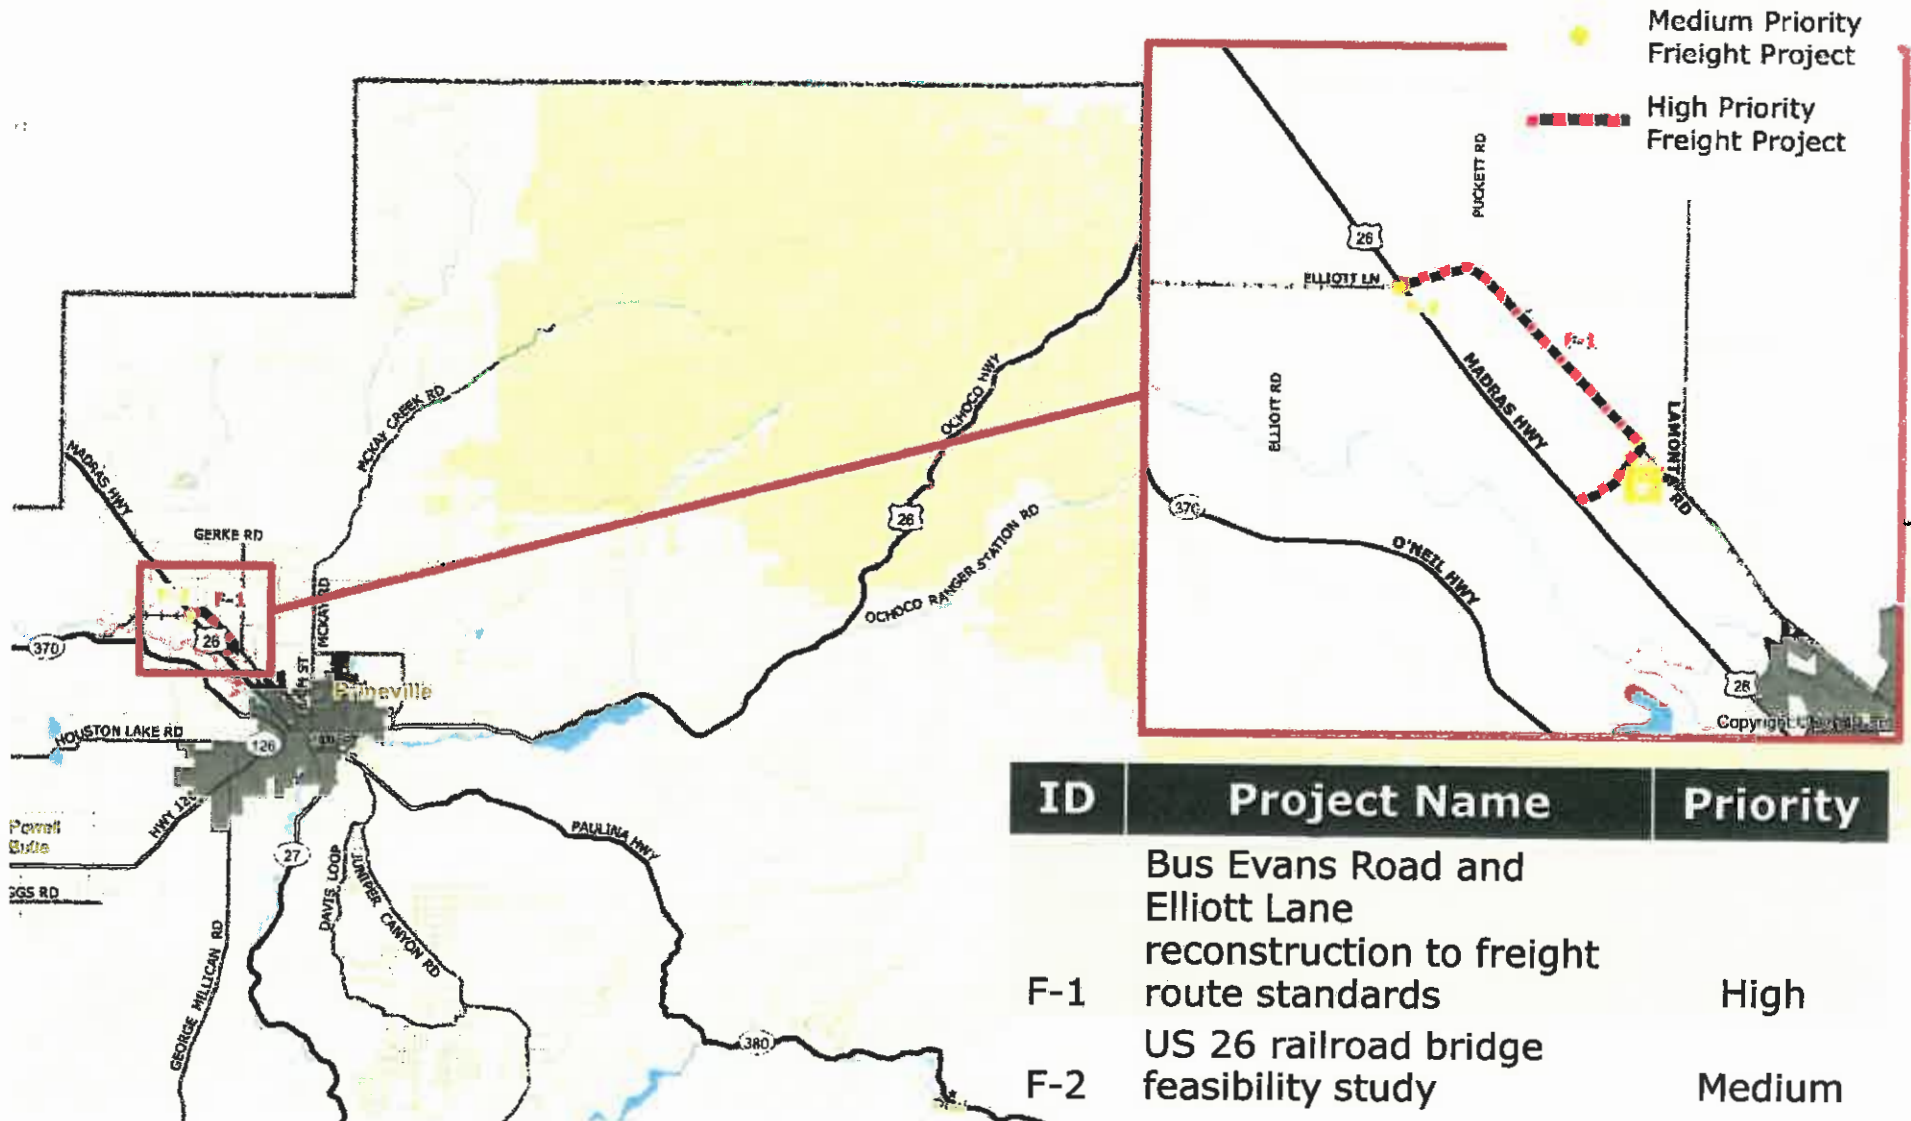 Medium Priority
Frieight Project
High Priority
Freight Project
PUCKETT RD
26
ELLIOTT LN
F-1
MADRAS HWY
ELLIOTT RD
LAMONTA RD
370
O'NEIL HWY
26
MCKAY CREEK RD
OCHOCO HWY
MADRAS HWY
26
OCHOCO RANGER STATION RD
GERKE RD
F-1
MCKAY RD
26
370
Prineville
HOUSTON LAKE RD
126
HWY 126
Powell
Butte
PAULINA HWY
27
DAVIS LOOP
JUNIPER CANYON RD
GEORGE MILLICAN RD
380
ID Project Name Priority
Bus Evans Road and
Elliott Lane
reconstruction to freight
F-1 route standards High
US 26 railroad bridge
F-2 feasibility study Medium